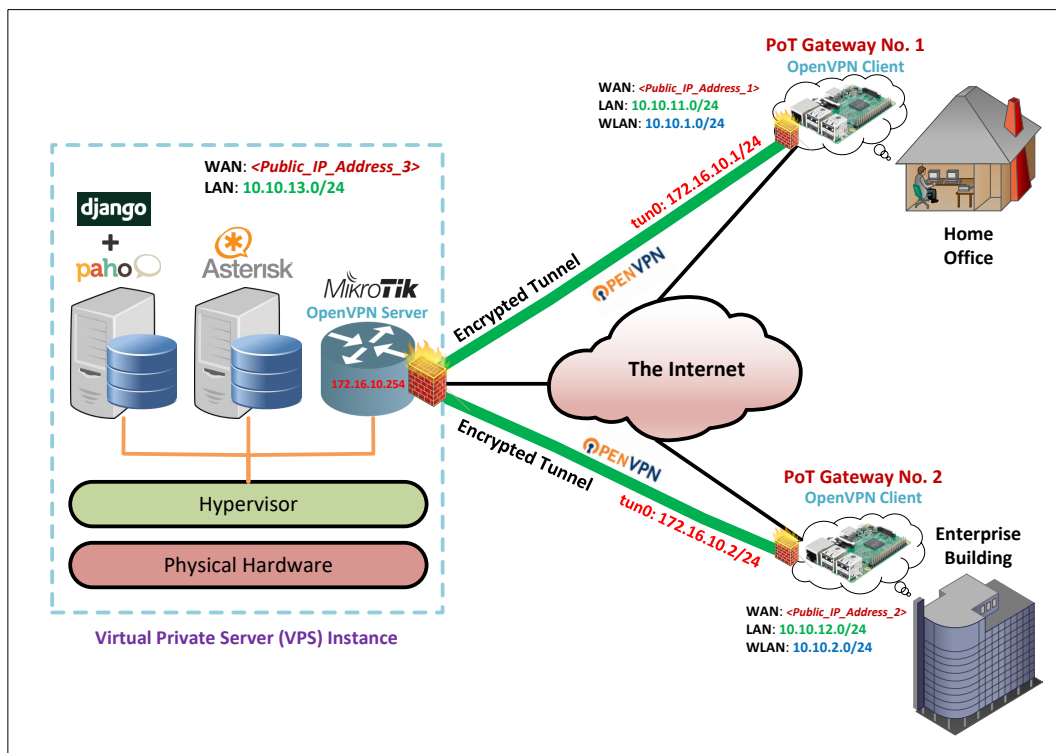 PoT Gateway No. 1
OpenVPN Client
WAN: <Public_IP_Address_1>
LAN: 10.10.11.0/24
WLAN: 10.10.1.0/24
Home
Office
WAN: <Public_IP_Address_3>
LAN: 10.10.13.0/24
django
+
paho
Asterisk
MikroTik
OpenVPN Server
172.16.10.254
tun0: 172.16.10.1/24
Encrypted Tunnel
OPENVPN
The Internet
Encrypted Tunnel
OPENVPN
tun0: 172.16.10.2/24
Hypervisor
Physical Hardware
Virtual Private Server (VPS) Instance
PoT Gateway No. 2
OpenVPN Client
Enterprise
Building
WAN: <Public_IP_Address_2>
LAN: 10.10.12.0/24
WLAN: 10.10.2.0/24